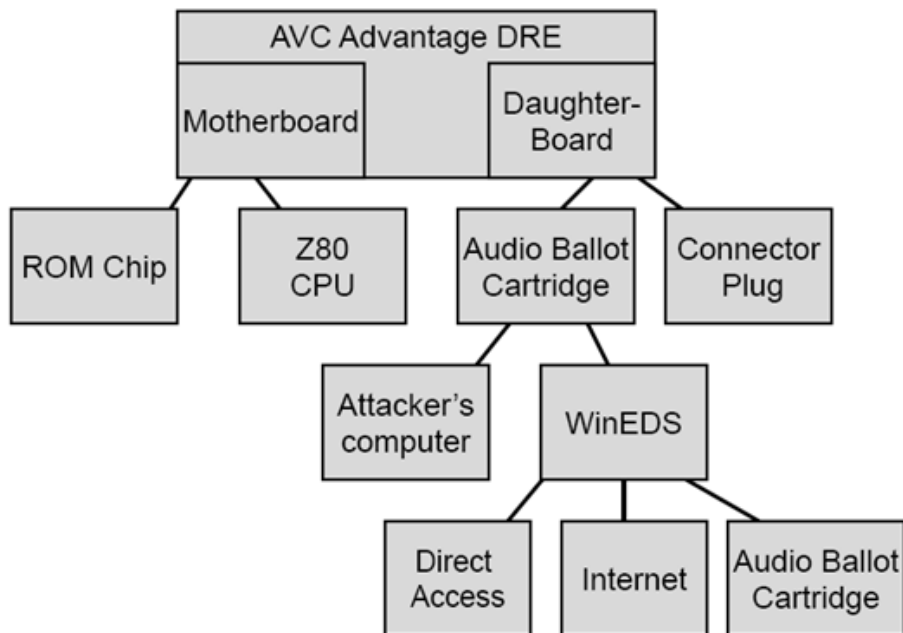 AVC Advantage DRE
Motherboard
Daughter-
Board
ROM Chip
Z80
CPU
Audio Ballot
Cartridge
Connector
Plug
Attacker's
computer
WinEDS
Direct
Access
Internet
Audio Ballot
Cartridge